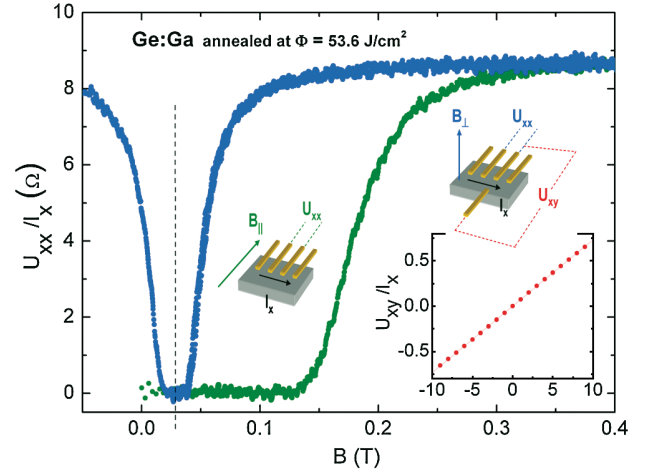 Ge:Ga annealed at Φ = 53.6 J/cm²
U_xx /I_x (Ω)
8
6
4
2
0
0.0 0.1 0.2 0.3 0.4
B (T)
B_||
U_xx
I_x
B_⊥
U_xx
I_x
U_xy
U_xy/I_x
0.5
0.0
-0.5
-10 -5 0 5 10